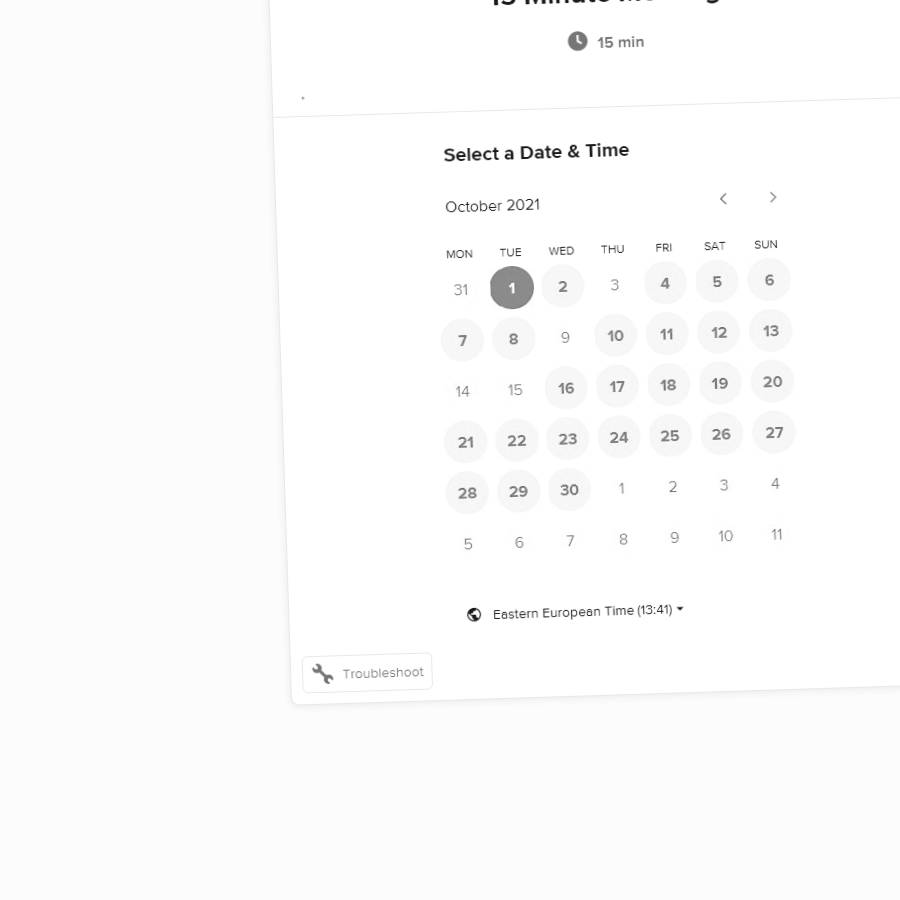 15 min
Select a Date & Time
October 2021
MON TUE WED THU FRI SAT SUN
31 1 2 3 4 5 6
7 8 9 10 11 12 13
14 15 16 17 18 19 20
21 22 23 24 25 26 27
28 29 30 1 2 3 4
5 6 7 8 9 10 11
Eastern European Time (13:41)
Troubleshoot